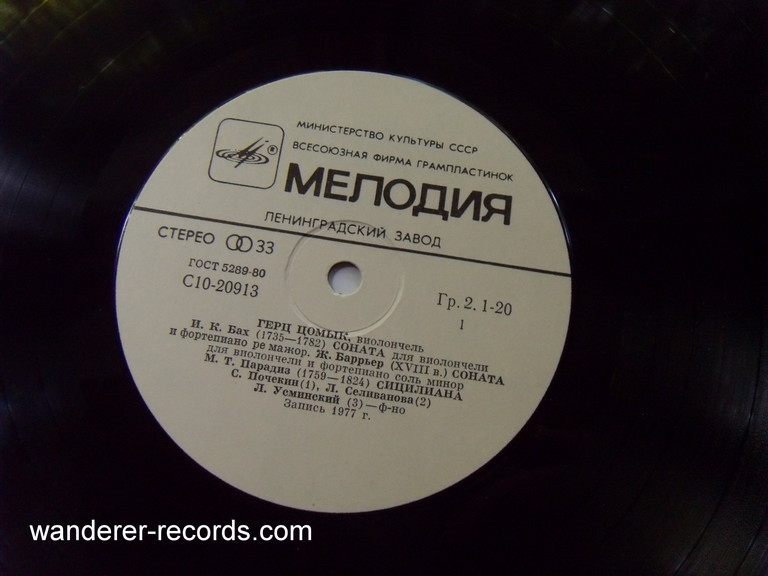 МИНИСТЕРСТВО КУЛЬТУРЫ СССР
ВСЕСОЮЗНАЯ ФИРМА ГРАМПЛАСТИНОК
®
МЕЛОДИЯ
ЛЕНИНГРАДСКИЙ ЗАВОД
СТЕРЕО 33
ГОСТ 5289-80
С10-20913
Гр. 2. 1-20
1
ГЕРЦ ЦОМЫК, виолончель
И. К. Бах (1735—1782) СОНАТА для виолончели
и фортепиано ре мажор. Ж. Баррьер (XVIII в.) СОНАТА
для виолончели и фортепиано соль минор
М. Т. Парадиз (1759—1824) СИЦИЛИАНА
С. Почекин(1), Л. Селиванова(2)
Л. Усминский (3)—ф-но
Запись 1977 г.
wanderer-records.com